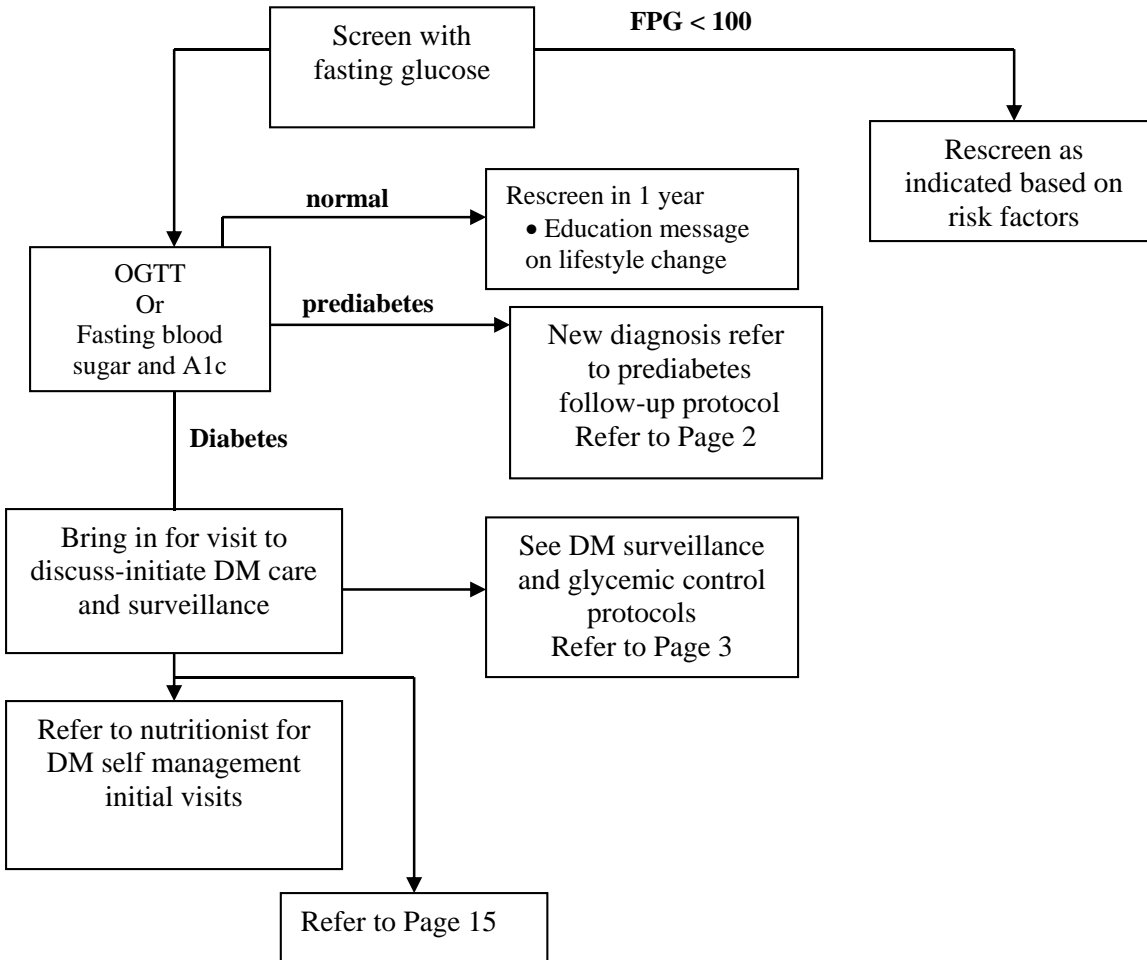 FPG < 100
Screen with
fasting glucose
Rescreen as
indicated based on
risk factors
normal
Rescreen in 1 year
• Education message
on lifestyle change
OGTT
Or
Fasting blood
sugar and A1c
prediabetes
New diagnosis refer
to prediabetes
follow-up protocol
Refer to Page 2
Diabetes
Bring in for visit to
discuss-initiate DM care
and surveillance
See DM surveillance
and glycemic control
protocols
Refer to Page 3
Refer to nutritionist for
DM self management
initial visits
Refer to Page 15